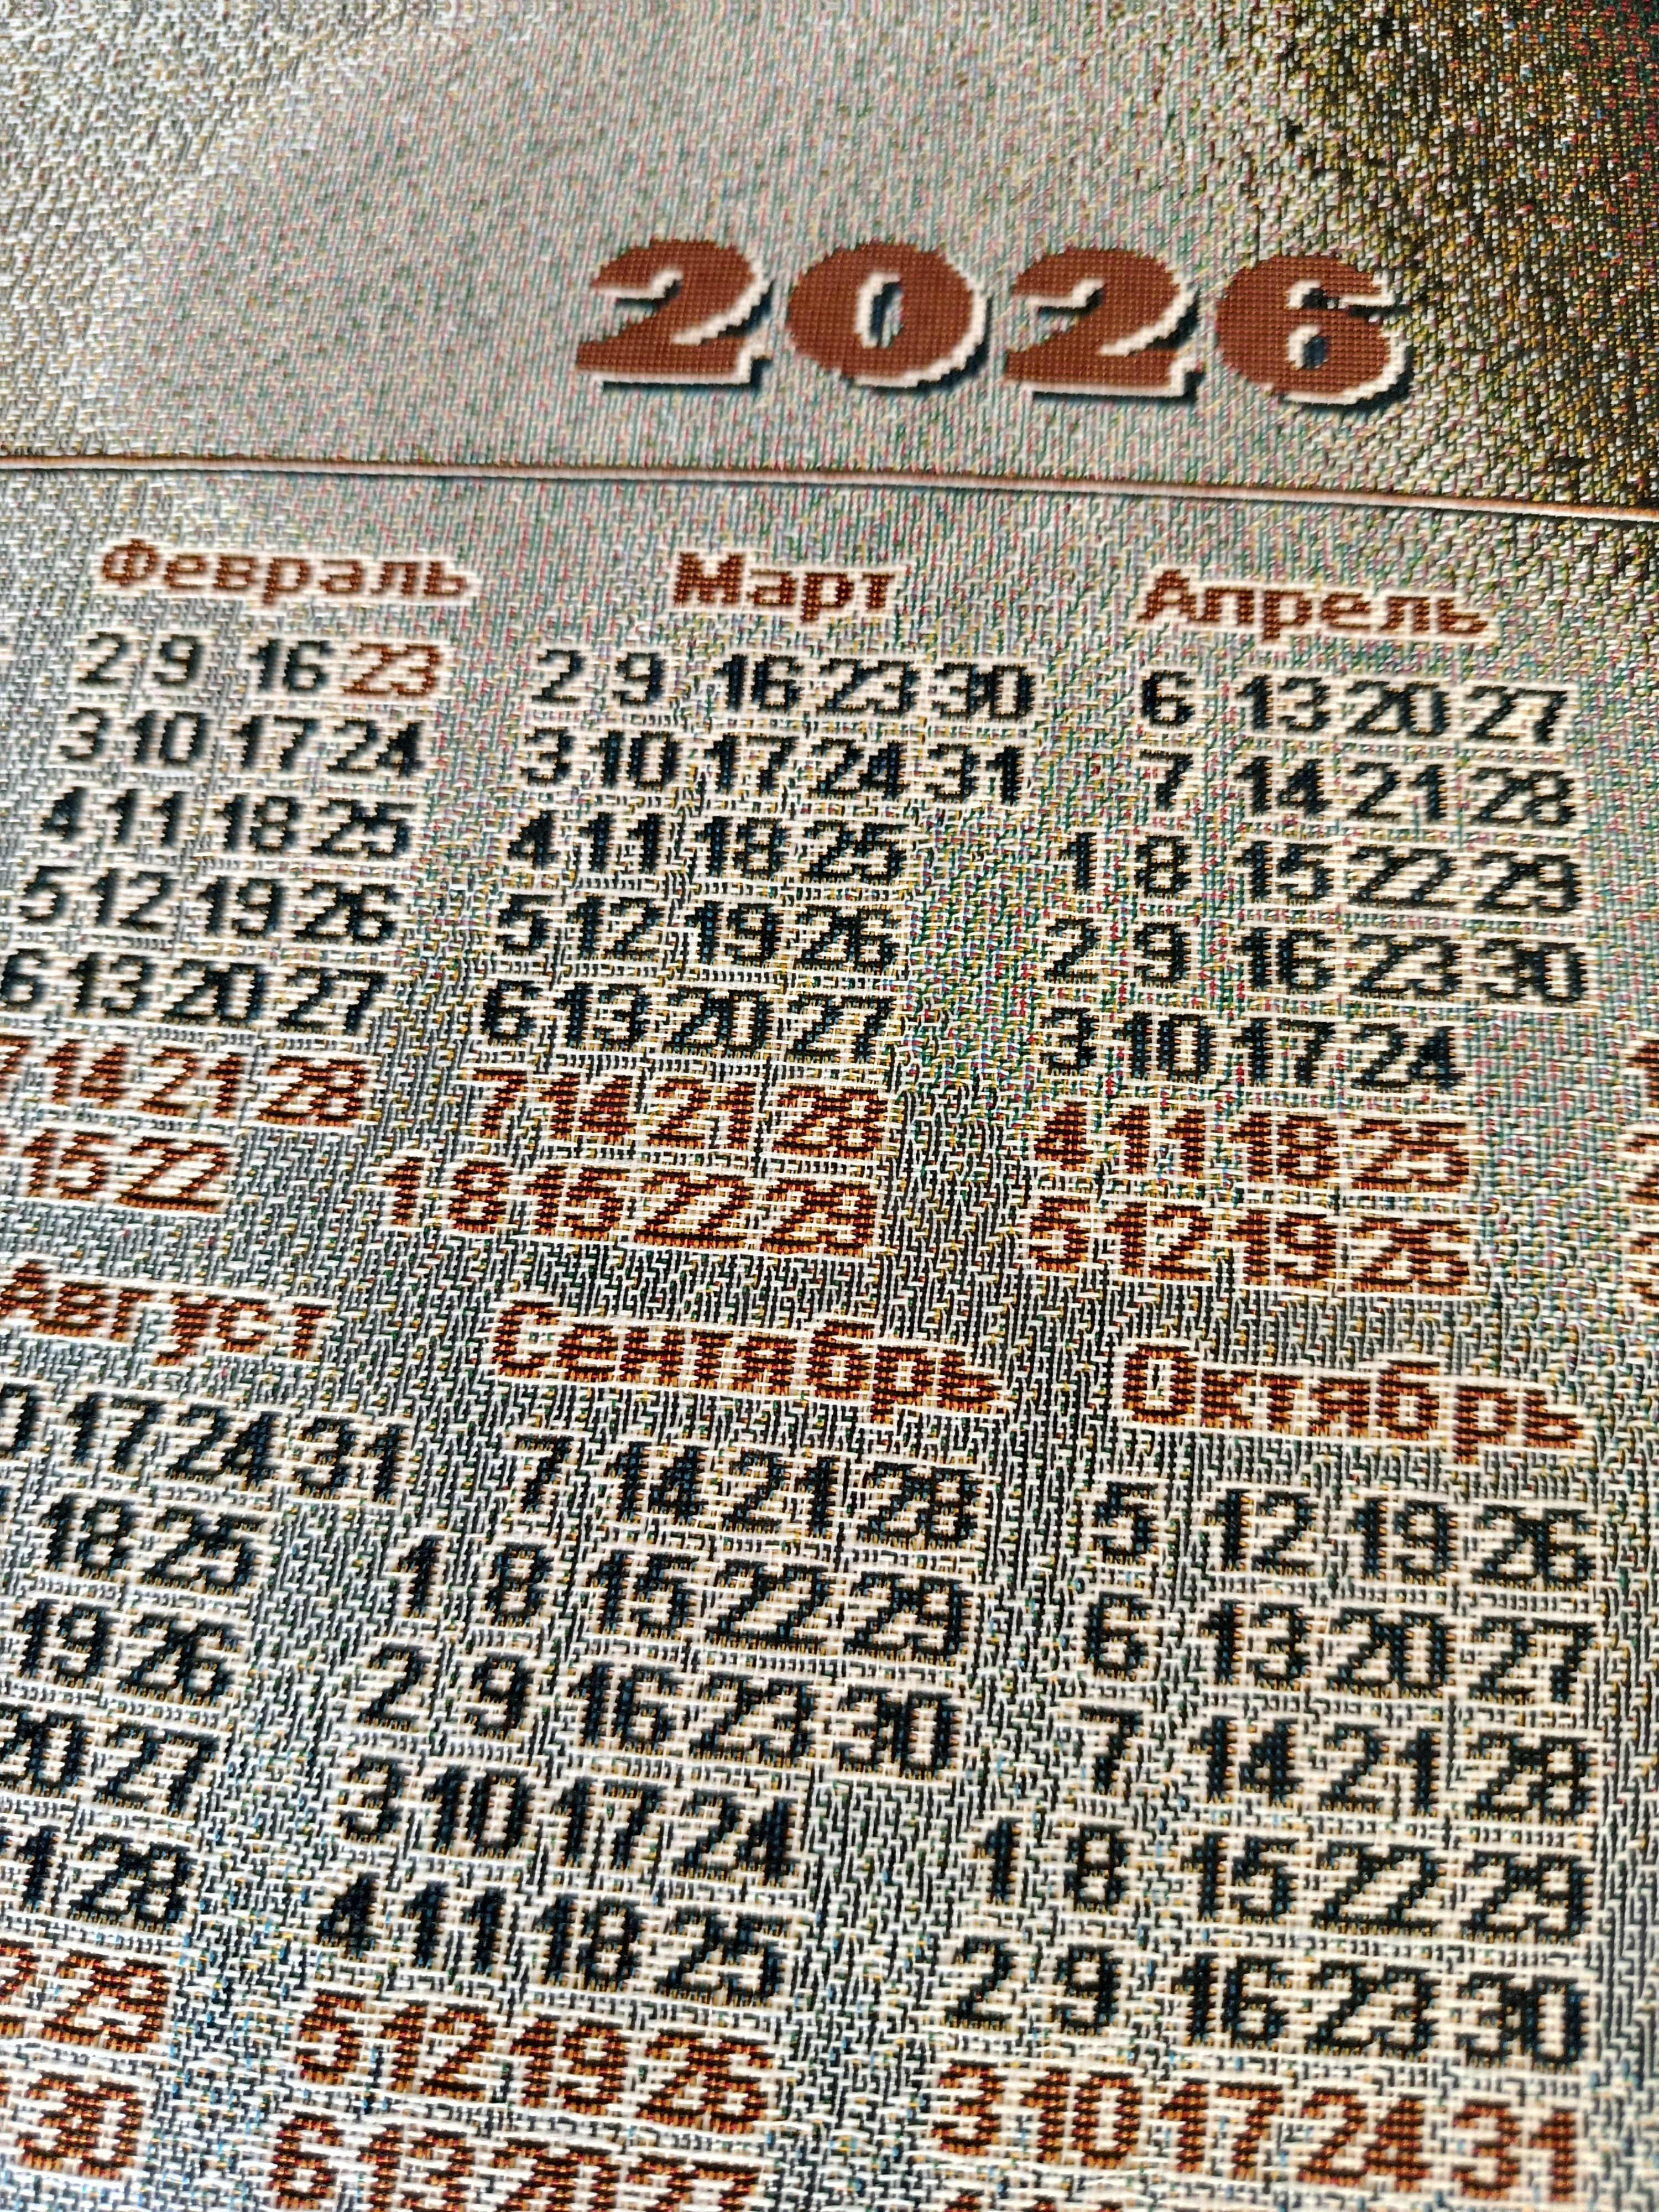 2026
Февраль Март Апрель
2 9 16 23 2 9 16 23 30 6 13 20 27
3 10 17 24 3 10 17 24 31 7 14 21 28
4 11 18 25 4 11 18 25 1 8 15 22 29
5 12 19 26 5 12 19 26 2 9 16 23 30
6 13 20 27 6 13 20 27 3 10 17 24
7 14 21 28 7 14 21 28 4 11 18 25
15 22 1 8 15 22 29 5 12 19 26
Август Сентябрь Октябрь
17 24 31 7 14 21 28 5 12 19 26
18 25 1 8 15 22 29 6 13 20 27
19 26 2 9 16 23 30 7 14 21 28
20 27 3 10 17 24 1 8 15 22 29
28 4 11 18 25 2 9 16 23 30
29 5 12 19 26 3 10 17 24 31
30 6 13 20 27